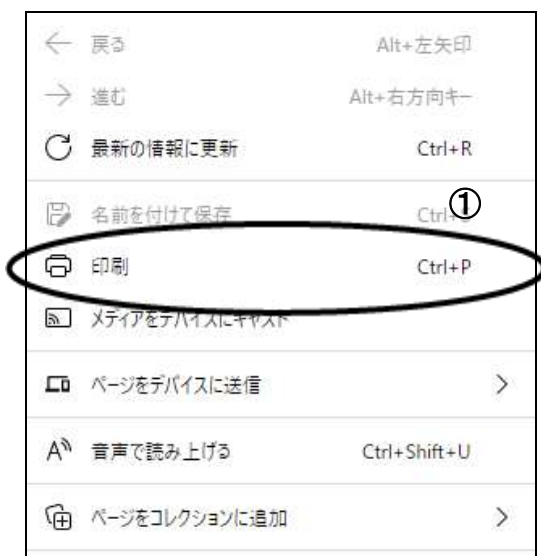 戻る Alt+左矢印
進む Alt+右方向キー
最新の情報に更新 Ctrl+R
①
名前を付けて保存
印刷 Ctrl+P
メディアをデバイスにキャスト
ページをデバイスに送信
音声で読み上げる Ctrl+Shift+U
ページをコレクションに追加